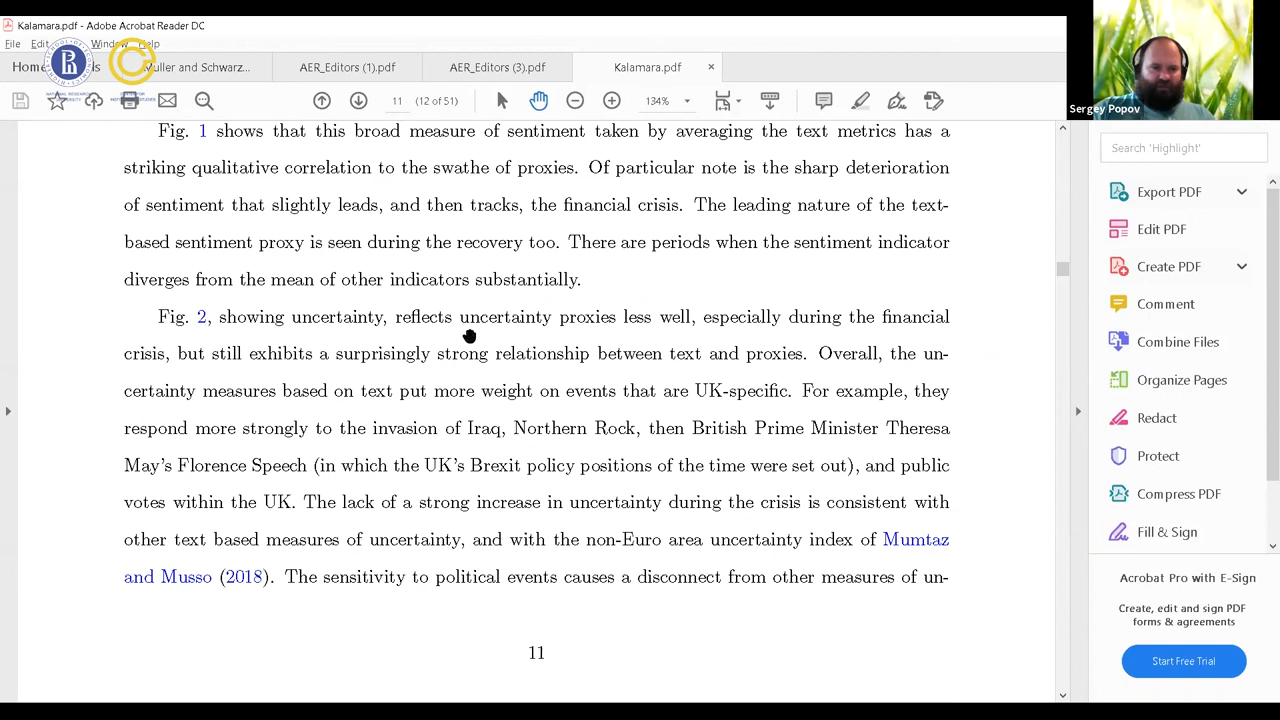 Kalamara.pdf - Adobe Acrobat Reader DC
File Edit Window Help
Muller and Schwarz...
AER_Editors (1).pdf
AER_Editors (3).pdf
Kalamara.pdf ×
11 (12 of 51)
134%
Sergey Popov
Fig. 1 shows that this broad measure of sentiment taken by averaging the text metrics has a
striking qualitative correlation to the swathe of proxies. Of particular note is the sharp deterioration
of sentiment that slightly leads, and then tracks, the financial crisis. The leading nature of the text-
based sentiment proxy is seen during the recovery too. There are periods when the sentiment indicator
diverges from the mean of other indicators substantially.
Fig. 2, showing uncertainty, reflects uncertainty proxies less well, especially during the financial
crisis, but still exhibits a surprisingly strong relationship between text and proxies. Overall, the un-
certainty measures based on text put more weight on events that are UK-specific. For example, they
respond more strongly to the invasion of Iraq, Northern Rock, then British Prime Minister Theresa
May's Florence Speech (in which the UK's Brexit policy positions of the time were set out), and public
votes within the UK. The lack of a strong increase in uncertainty during the crisis is consistent with
other text based measures of uncertainty, and with the non-Euro area uncertainty index of Mumtaz
and Musso (2018). The sensitivity to political events causes a disconnect from other measures of un-
11
Search 'Highlight'
Export PDF
Edit PDF
Create PDF
Comment
Combine Files
Organize Pages
Redact
Protect
Compress PDF
Fill & Sign
Acrobat Pro with E-Sign
Create, edit and sign PDF
forms & agreements
Start Free Trial